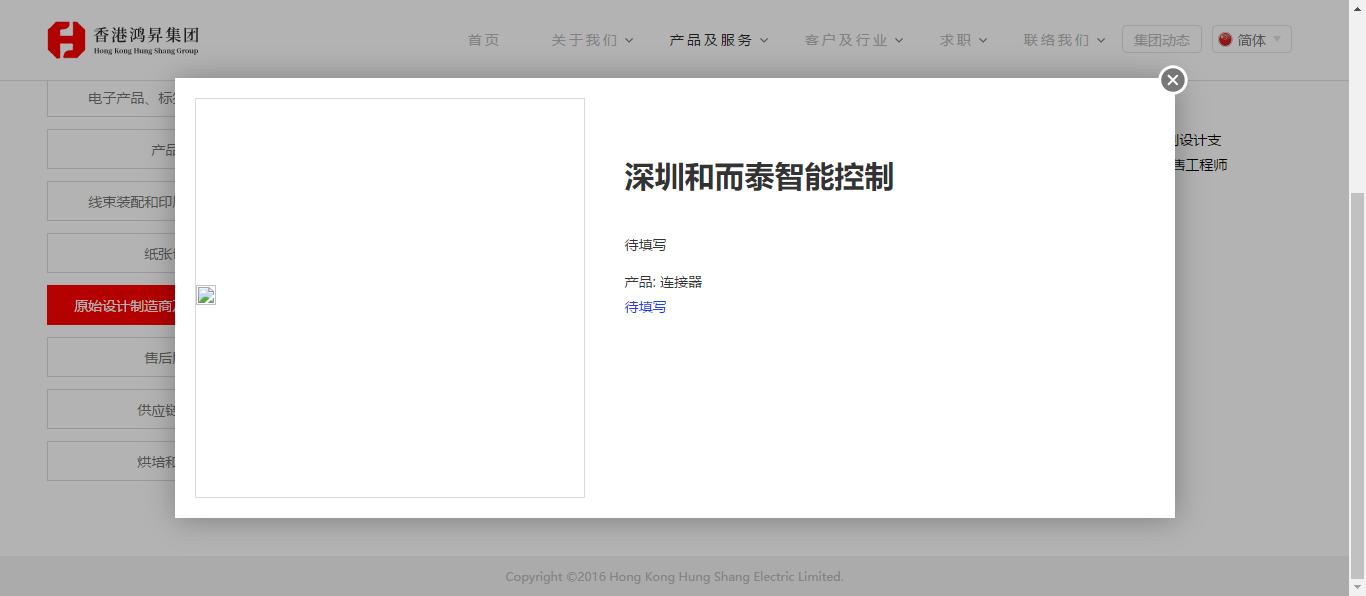 香港鸿昇集团
Hong Kong Hung Shang Group
首页
关于我们
产品及服务
客户及行业
求职
联络我们
集团动态
简体
电子产品、标
产品
线束装配和印
纸张
原始设计制造商
售后
供应链
烘培和
深圳和而泰智能控制
待填写
产品: 连接器
待填写
设计支
售工程师
Copyright ©2016 Hong Kong Hung Shang Electric Limited.